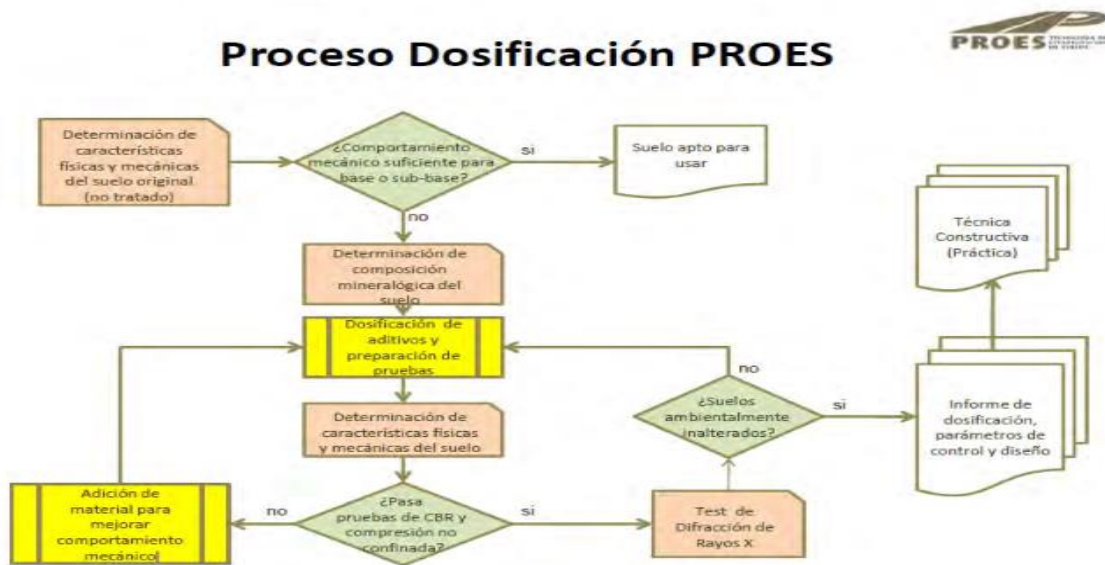 Proceso Dosificación PROES
PROES
Determinación de
características
físicas y mecánicas
del suelo original
(no tratado)
¿Comportamiento
mecánico suficiente para
base o sub-base?
si
Suelo apto para
usar
no
Determinación de
composición
mineralógica del
suelo
Dosificación de
aditivos y
preparación de
pruebas
Determinación de
características físicas
y mecánicas del suelo
¿Pasa
pruebas de CBR y
compresión no
confinada?
no
Adición de
material para
mejorar
comportamiento
mecánico
si
Test de
Difracción de
Rayos X
¿Suelos
ambientalmente
inalterados?
no
si
Informe de
dosificación,
parámetros de
control y diseño
Técnica
Constructiva
(Práctica)